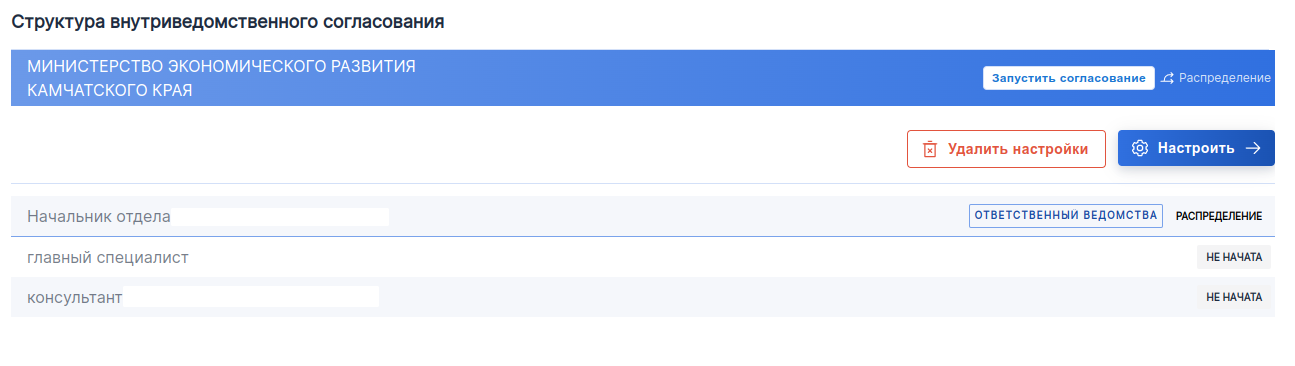 Структура внутриведомственного согласования
МИНИСТЕРСТВО ЭКОНОМИЧЕСКОГО РАЗВИТИЯ
КАМЧАТСКОГО КРАЯ
Запустить согласование Распределение
Удалить настройки Настроить
Начальник отдела ОТВЕТСТВЕННЫЙ ВЕДОМСТВА РАСПРЕДЕЛЕНИЕ
главный специалист НЕ НАЧАТА
консультант НЕ НАЧАТА